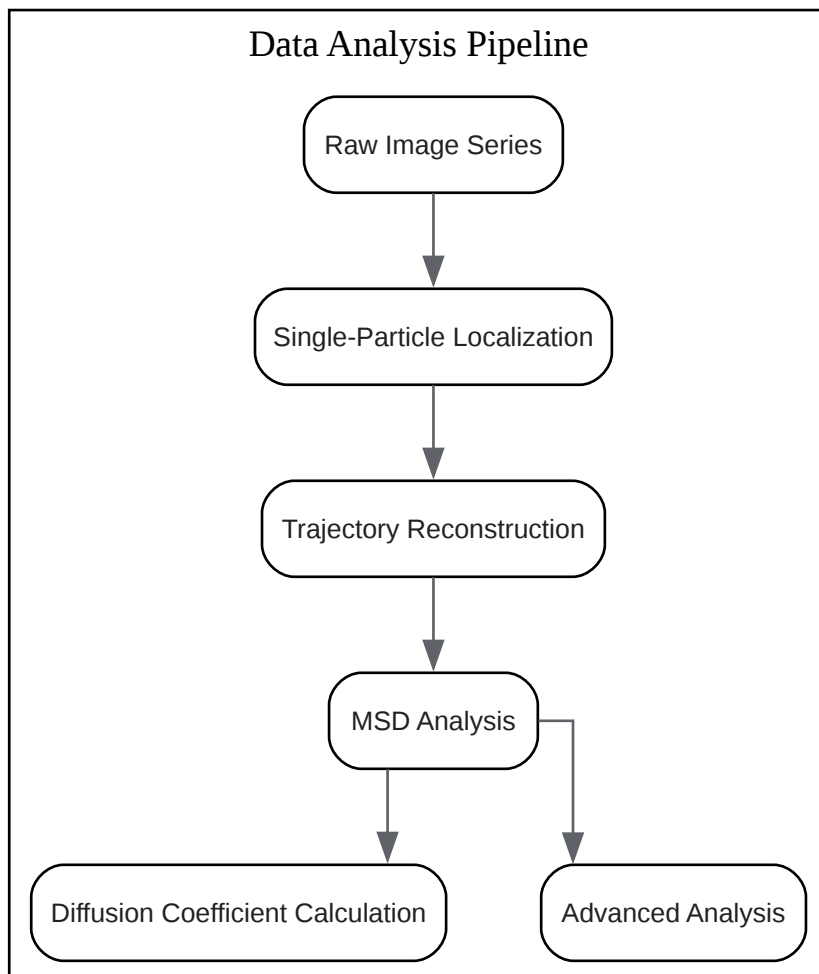 Data Analysis Pipeline
Raw Image Series
Single-Particle Localization
Trajectory Reconstruction
MSD Analysis
Diffusion Coefficient Calculation
Advanced Analysis